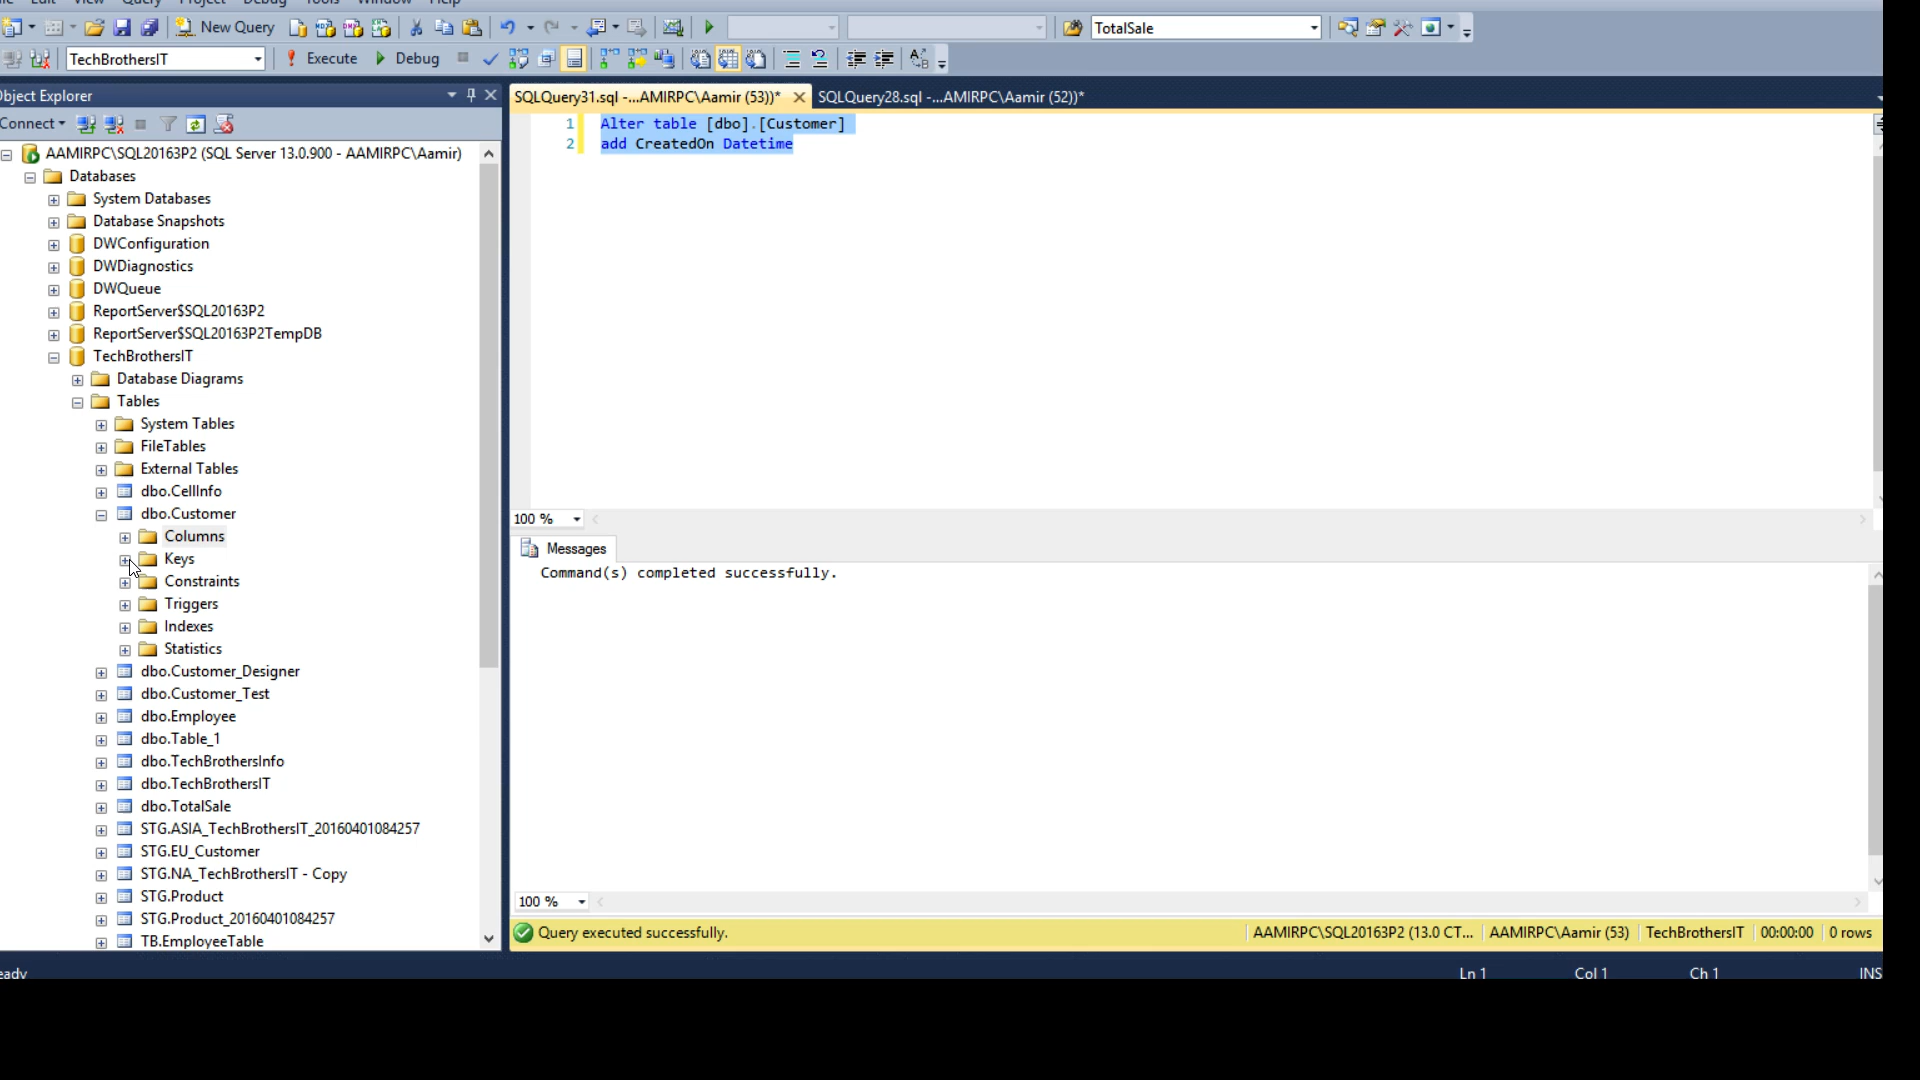 Query
New Query
TotalSale
TechBrothersIT
Execute
Debug
bject Explorer
SQLQuery31.sql -...AMIRPC\Aamir (53))*
SQLQuery28.sql -...AMIRPC\Aamir (52))*
Connect
1 Alter table [dbo].[Customer]
2 add CreatedOn Datetime
AAMIRPC\SQL20163P2 (SQL Server 13.0.900 - AAMIRPC\Aamir)
Databases
System Databases
Database Snapshots
DWConfiguration
DWDiagnostics
DWQueue
ReportServer$SQL20163P2
ReportServer$SQL20163P2TempDB
TechBrothersIT
Database Diagrams
Tables
System Tables
FileTables
External Tables
dbo.CellInfo
dbo.Customer
Columns
Keys
Constraints
Triggers
Indexes
Statistics
dbo.Customer_Designer
dbo.Customer_Test
dbo.Employee
dbo.Table_1
dbo.TechBrothersInfo
dbo.TechBrothersIT
dbo.TotalSale
STG.ASIA_TechBrothersIT_20160401084257
STG.EU_Customer
STG.NA_TechBrothersIT - Copy
STG.Product
STG.Product_20160401084257
TB.EmployeeTable
100 %
Messages
Command(s) completed successfully.
100 %
Query executed successfully.
AAMIRPC\SQL20163P2 (13.0 CT...
AAMIRPC\Aamir (53)
TechBrothersIT
00:00:00
0 rows
eady
Ln 1
Col 1
Ch 1
INS